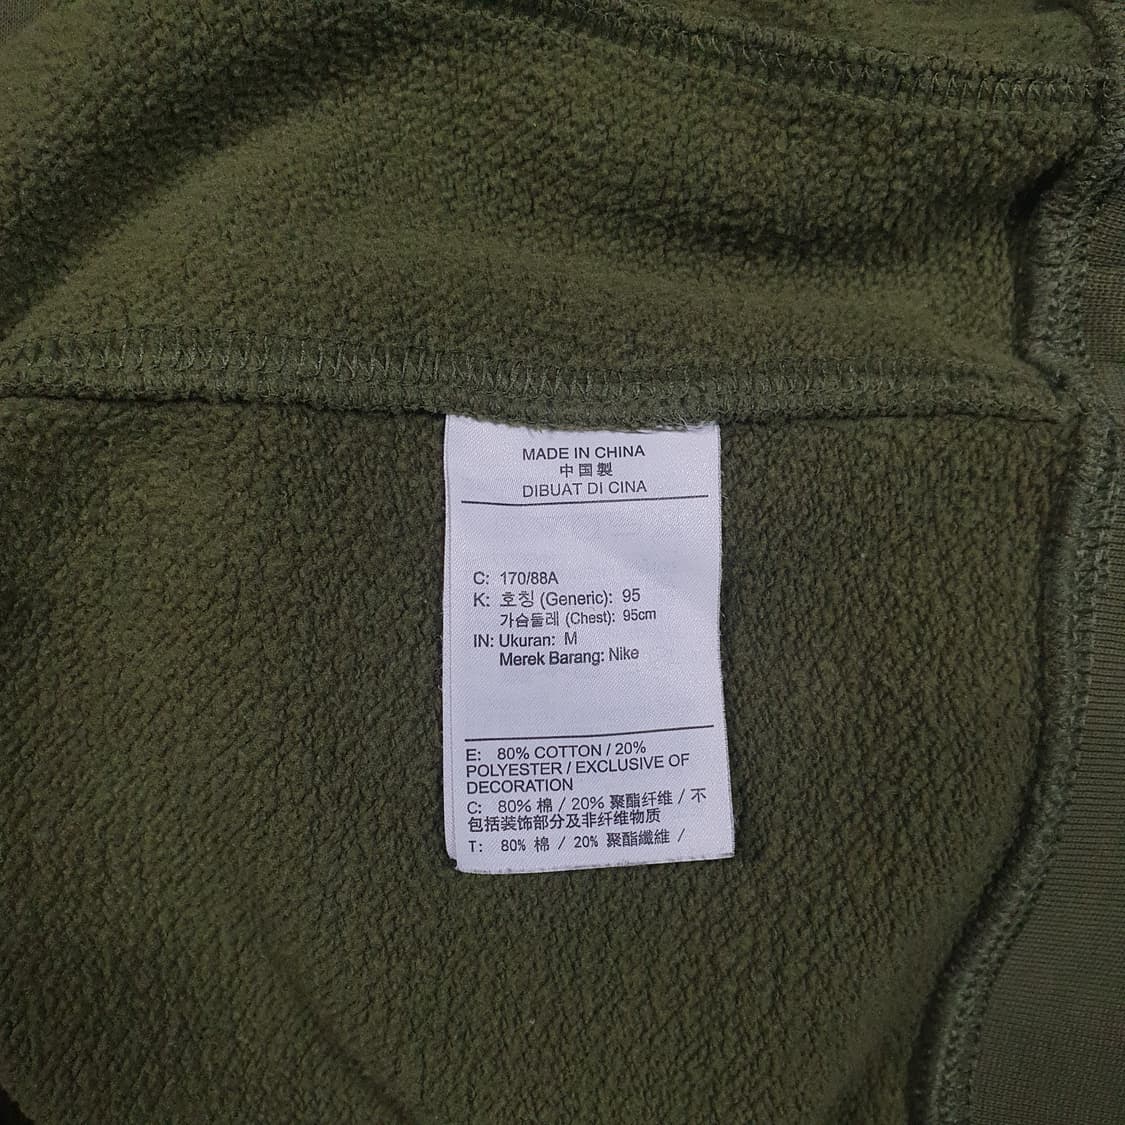 MADE IN CHINA
中国製
DIBUAT DI CINA
C: 170/88A
K: 호칭 (Generic): 95
가슴둘레 (Chest): 95cm
IN: Ukuran: M
Merek Barang: Nike
E: 80% COTTON / 20%
POLYESTER / EXCLUSIVE OF
DECORATION
C: 80% 棉 / 20% 聚酯纤维 / 不
包括装饰部分及非纤维物质
T: 80% 棉 / 20% 聚酯纖維 /